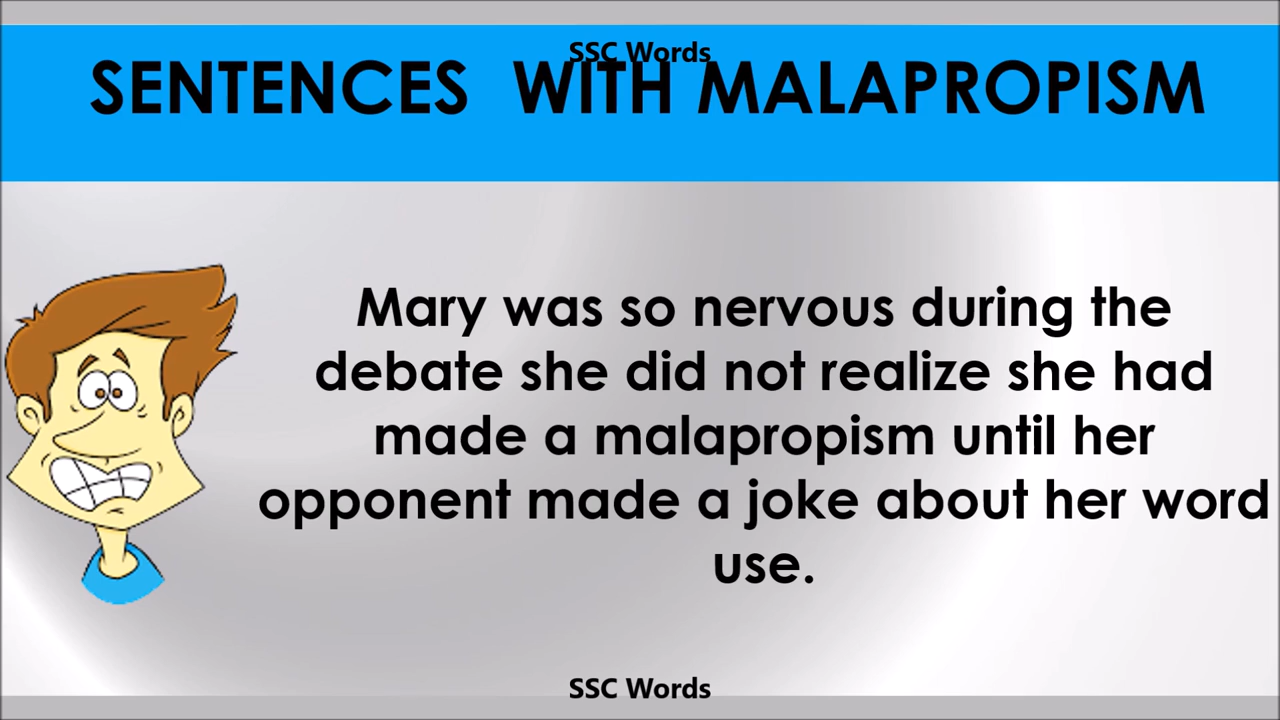 SSC Words
SENTENCES WITH MALAPROPISM
Mary was so nervous during the
debate she did not realize she had
made a malapropism until her
opponent made a joke about her word
use.
SSC Words